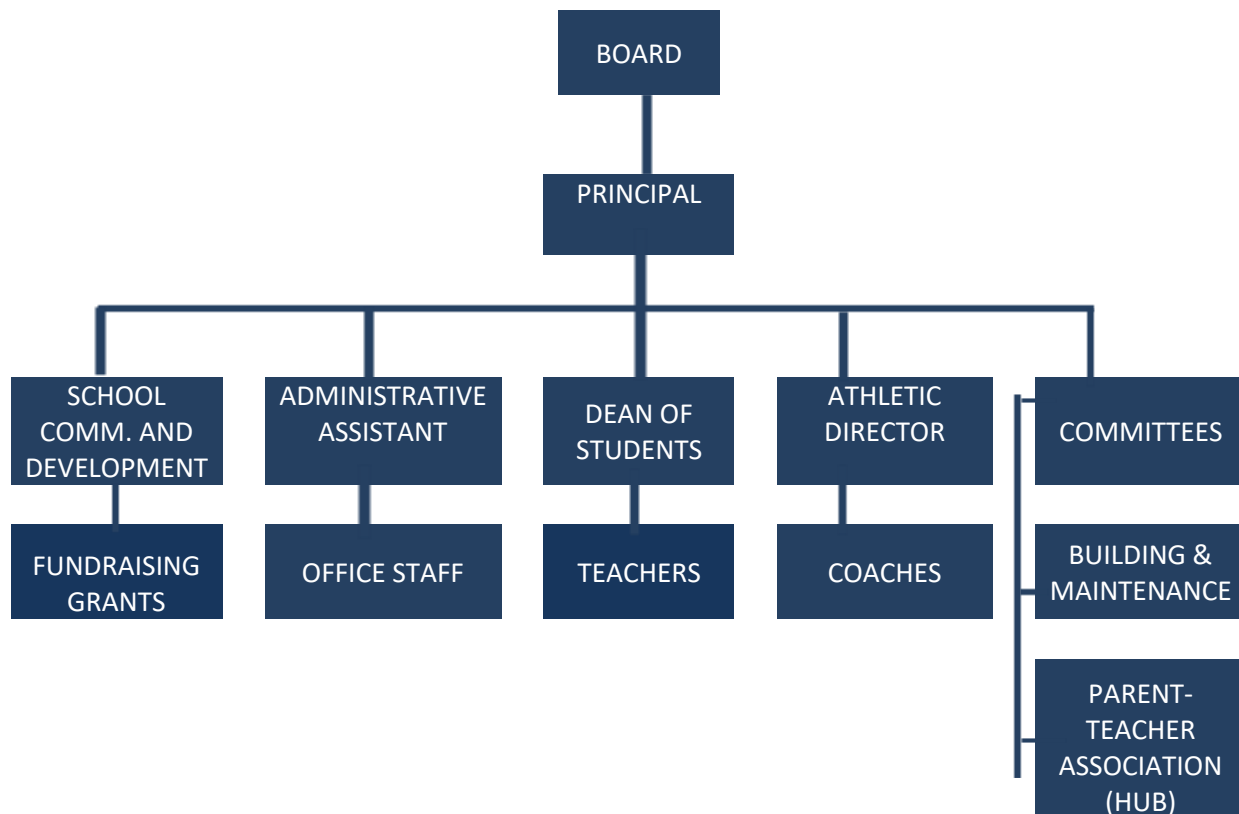 BOARD
PRINCIPAL
SCHOOL
COMM. AND
DEVELOPMENT
ADMINISTRATIVE
ASSISTANT
DEAN OF
STUDENTS
ATHLETIC
DIRECTOR
COMMITTEES
FUNDRAISING
GRANTS
OFFICE STAFF
TEACHERS
COACHES
BUILDING &
MAINTENANCE
PARENT-
TEACHER
ASSOCIATION
(HUB)